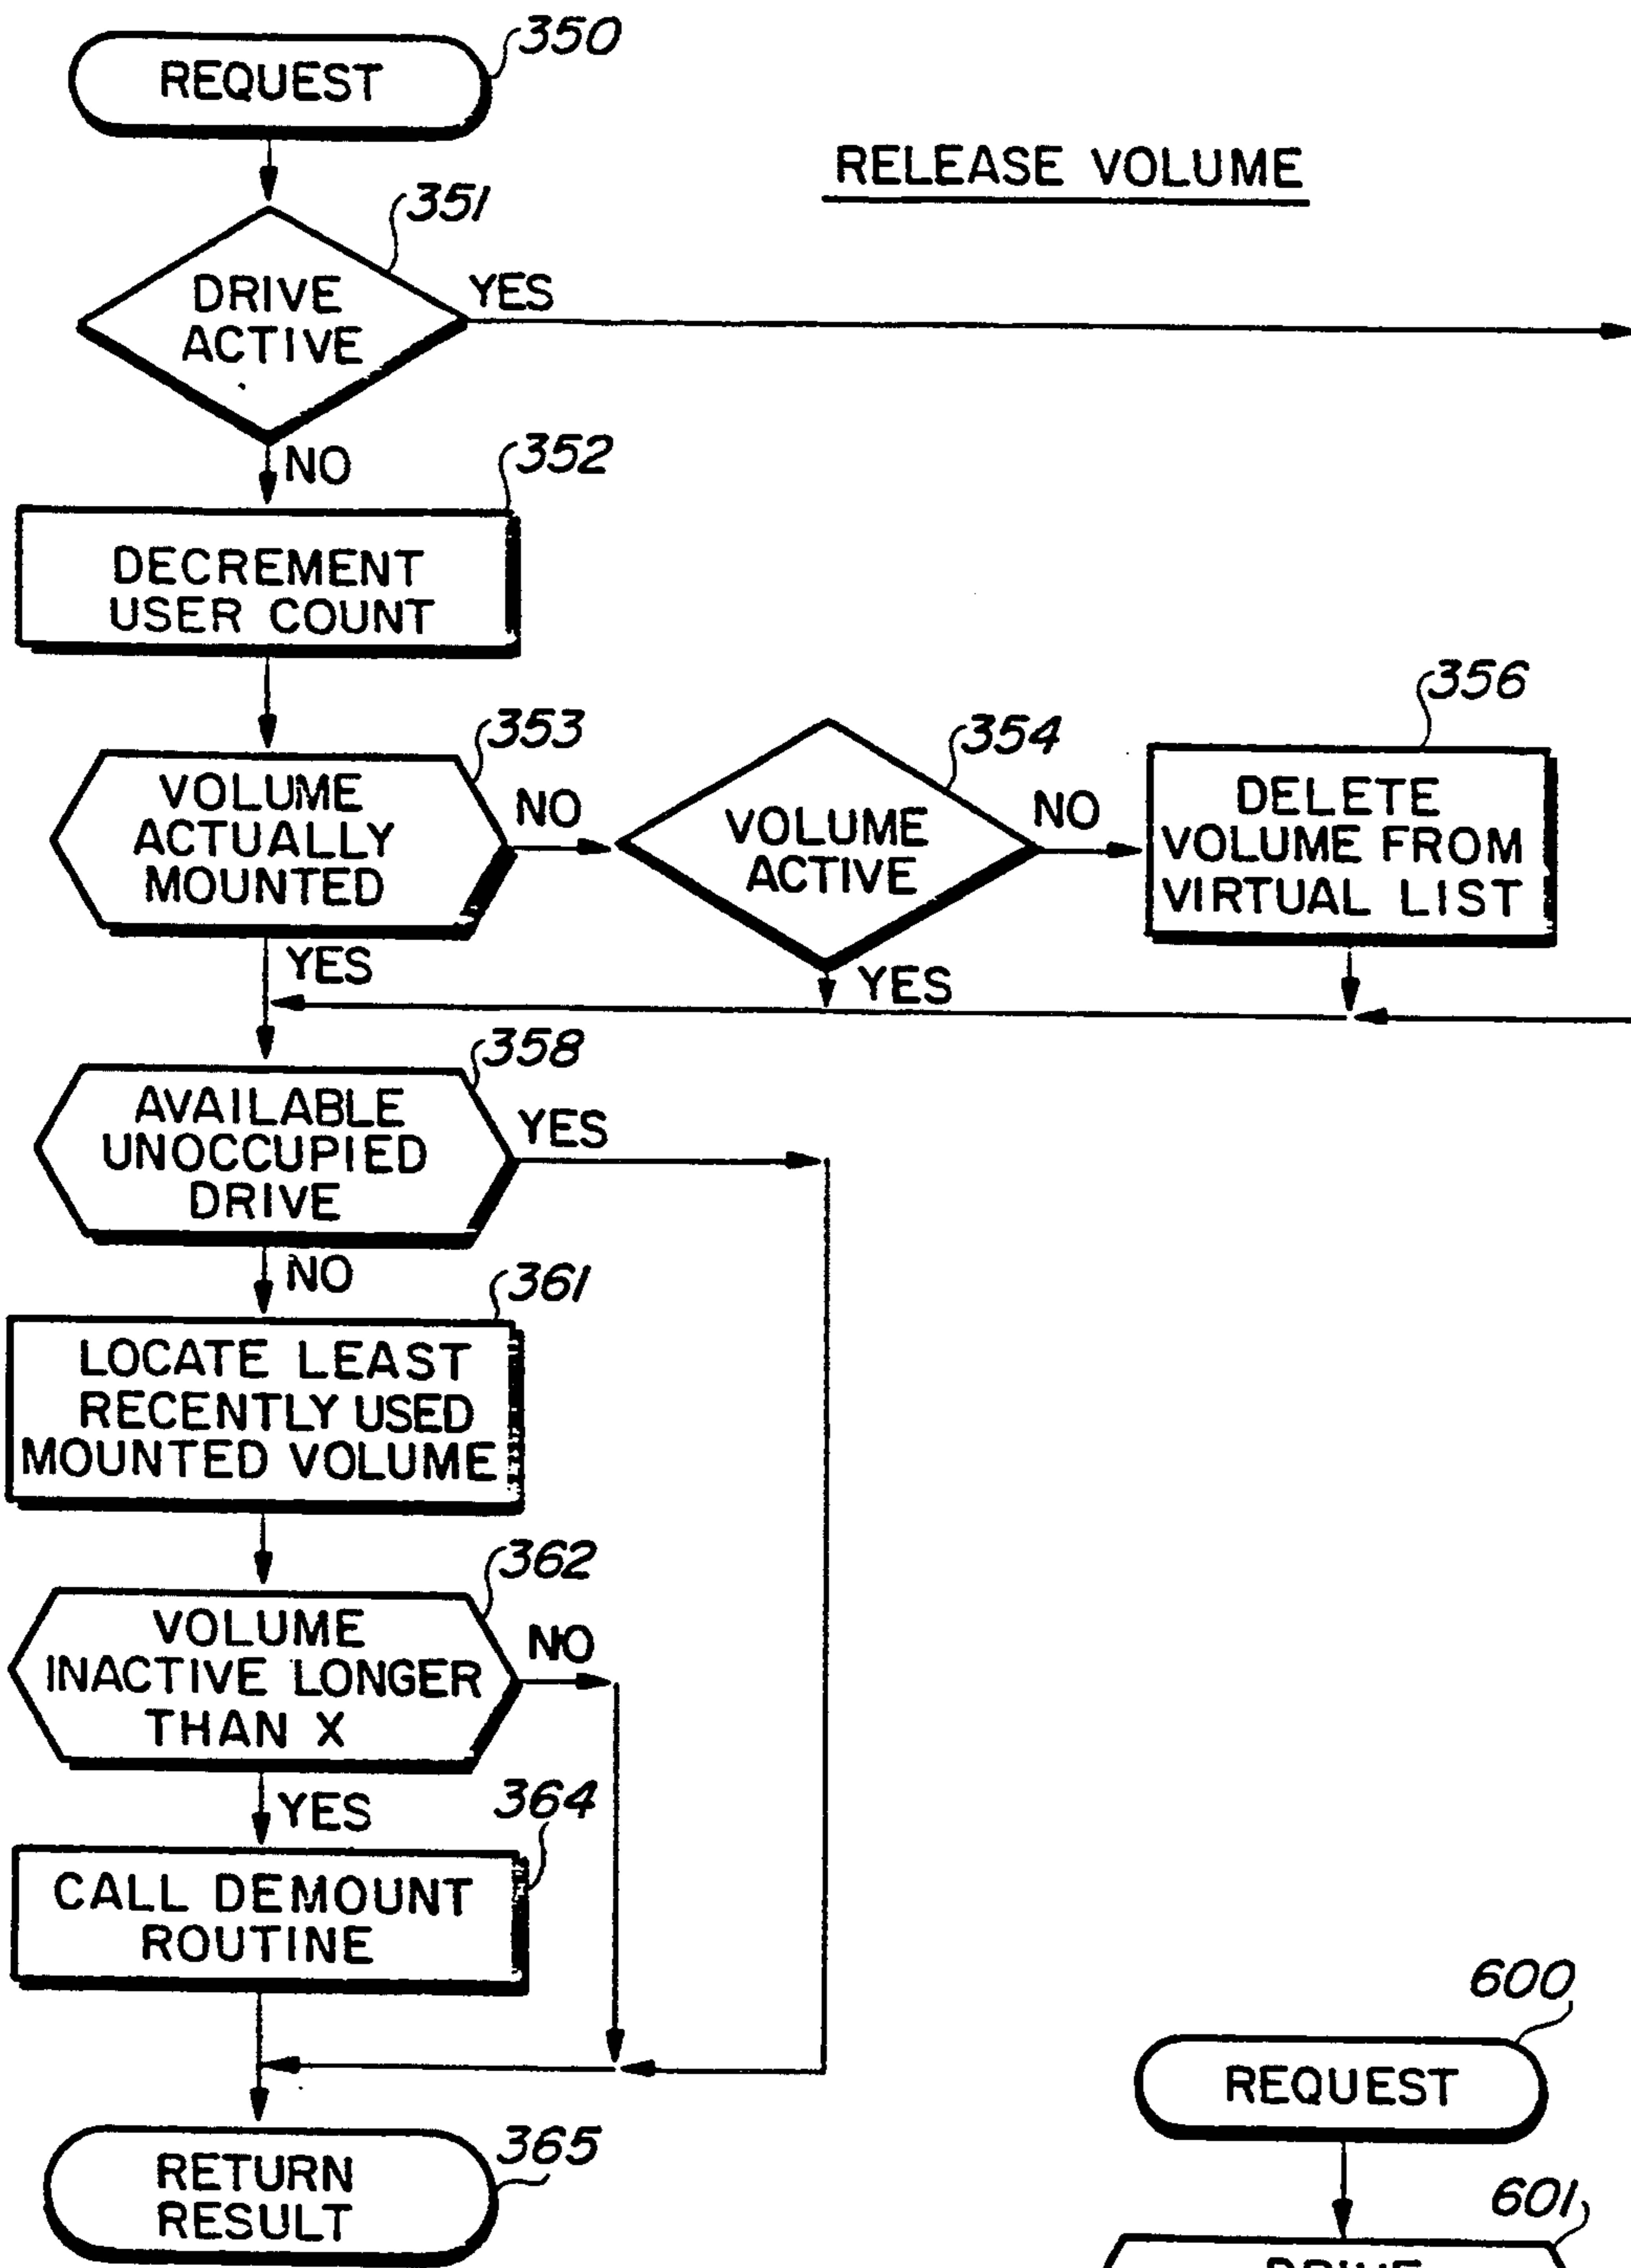 350
REQUEST
RELEASE VOLUME
351
DRIVE
ACTIVE
YES
NO
352
DECREMENT
USER COUNT
353
VOLUME
ACTUALLY
MOUNTED
NO
354
VOLUME
ACTIVE
NO
356
DELETE
VOLUME FROM
VIRTUAL LIST
YES
YES
358
AVAILABLE
UNOCCUPIED
DRIVE
YES
NO
361
LOCATE LEAST
RECENTLY USED
MOUNTED VOLUME
362
VOLUME
INACTIVE LONGER
THAN X
NO
YES
364
CALL DEMOUNT
ROUTINE
365
RETURN
RESULT
600
REQUEST
601
DRIVE